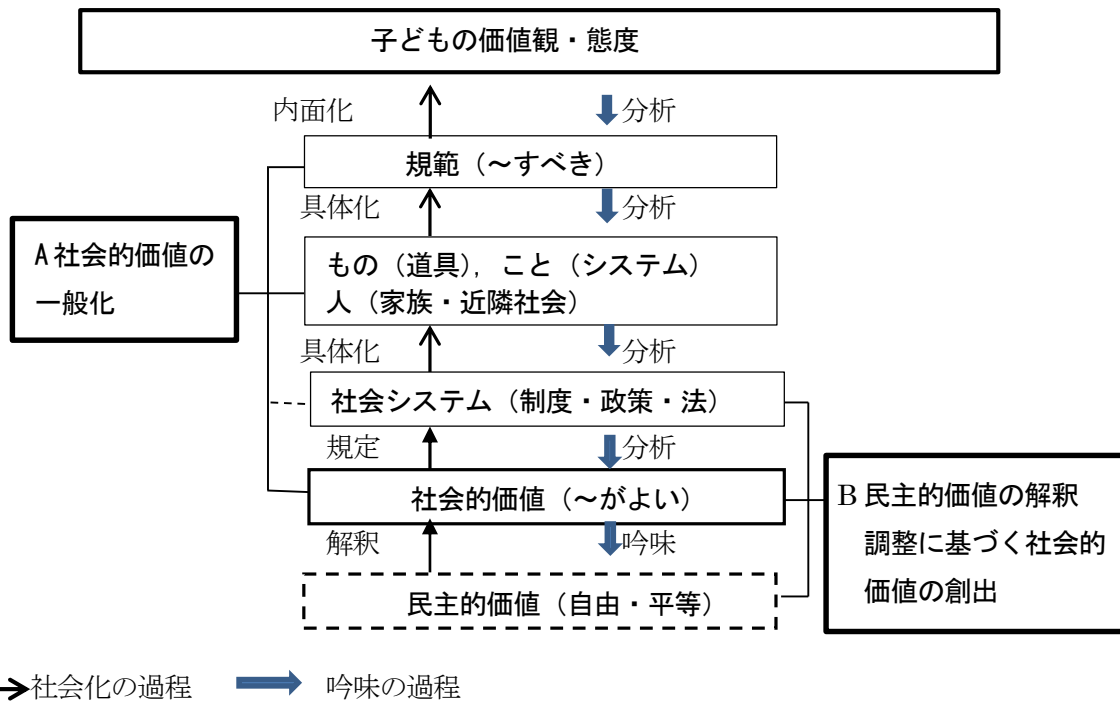 子どもの価値観・態度
内面化
分析
規範（～すべき）
具体化
分析
A 社会的価値の
一般化
もの（道具），こと（システム）
人（家族・近隣社会）
具体化
分析
社会システム（制度・政策・法）
規定
分析
社会的価値（～がよい）
解釈
吟味
民主的価値（自由・平等）
B 民主的価値の解釈
調整に基づく社会的
価値の創出
社会化の過程
吟味の過程